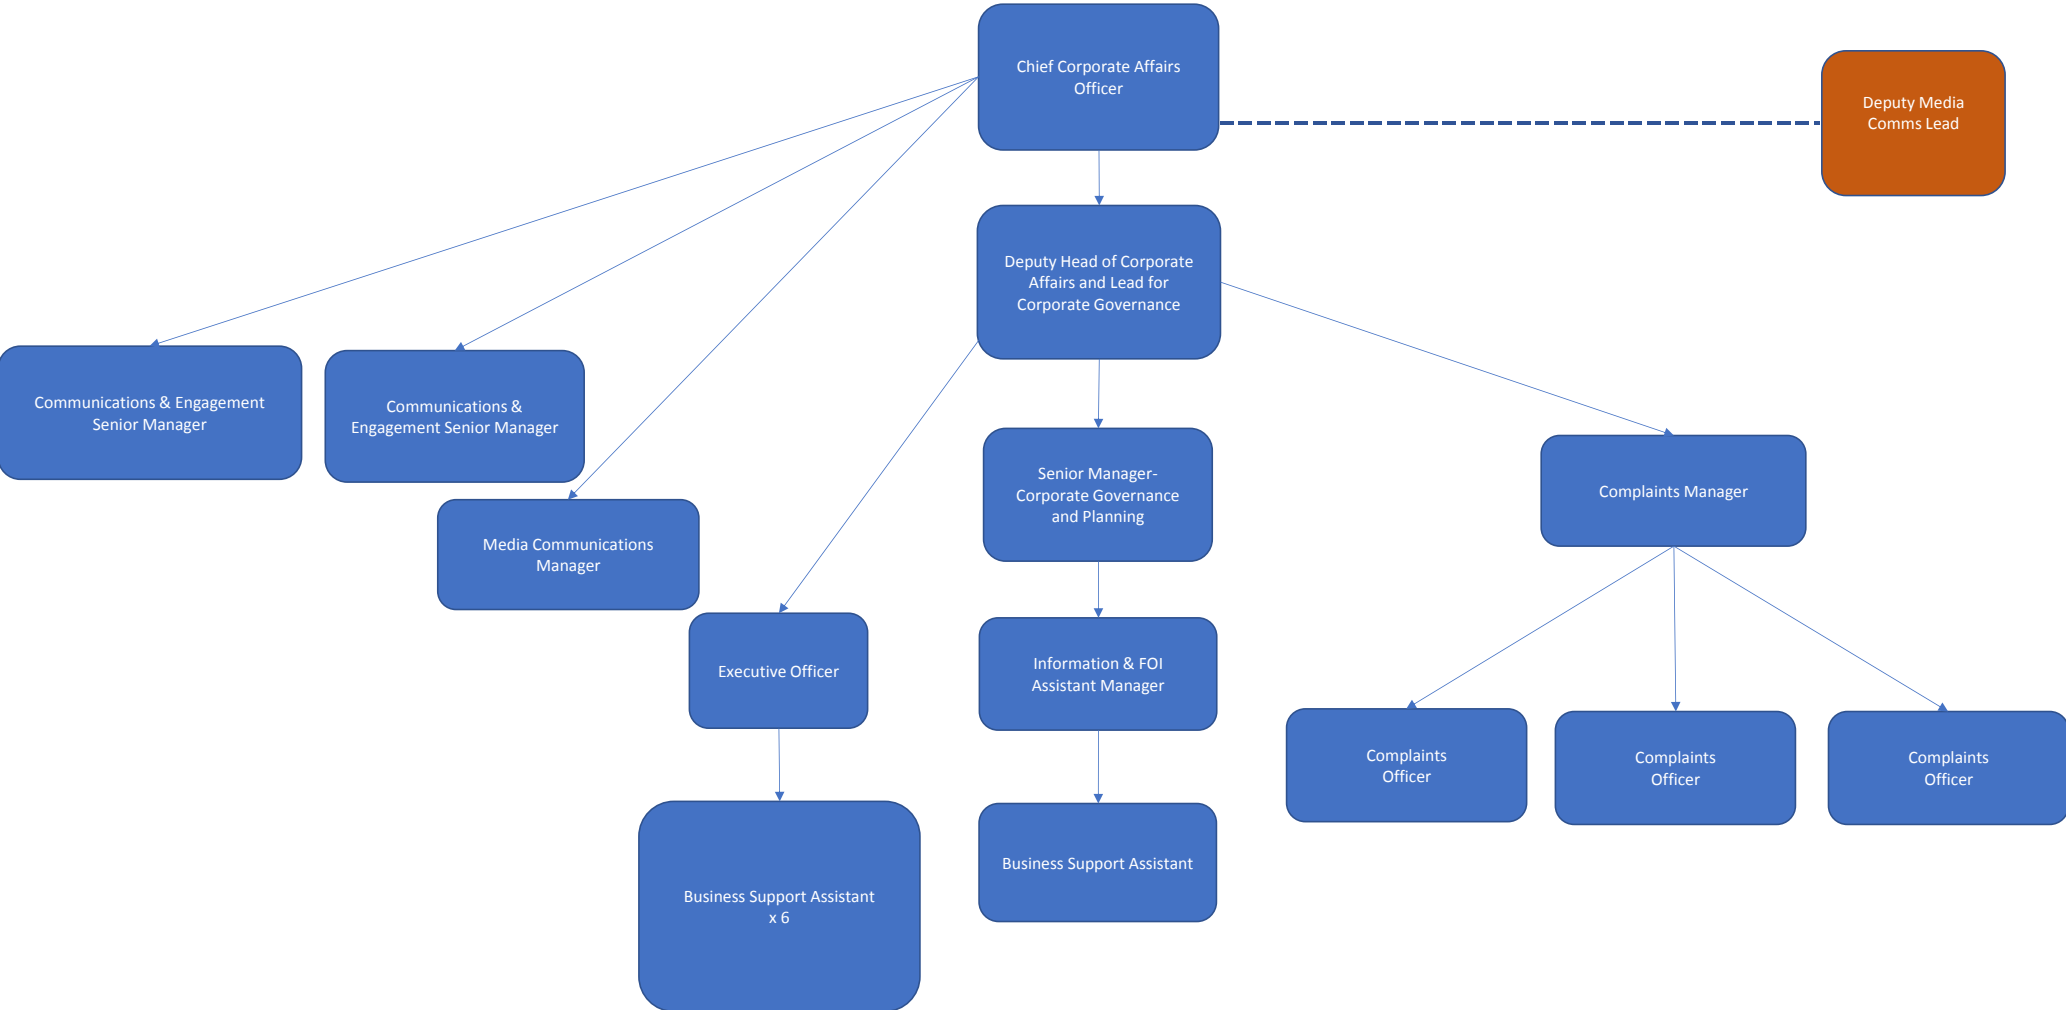 Chief Corporate Affairs
Officer
Deputy Media
Comms Lead
Deputy Head of Corporate
Affairs and Lead for
Corporate Governance
Communications & Engagement
Senior Manager
Communications &
Engagement Senior Manager
Senior Manager-
Corporate Governance
and Planning
Complaints Manager
Media Communications
Manager
Executive Officer
Information & FOI
Assistant Manager
Complaints
Officer
Complaints
Officer
Complaints
Officer
Business Support Assistant
x 6
Business Support Assistant